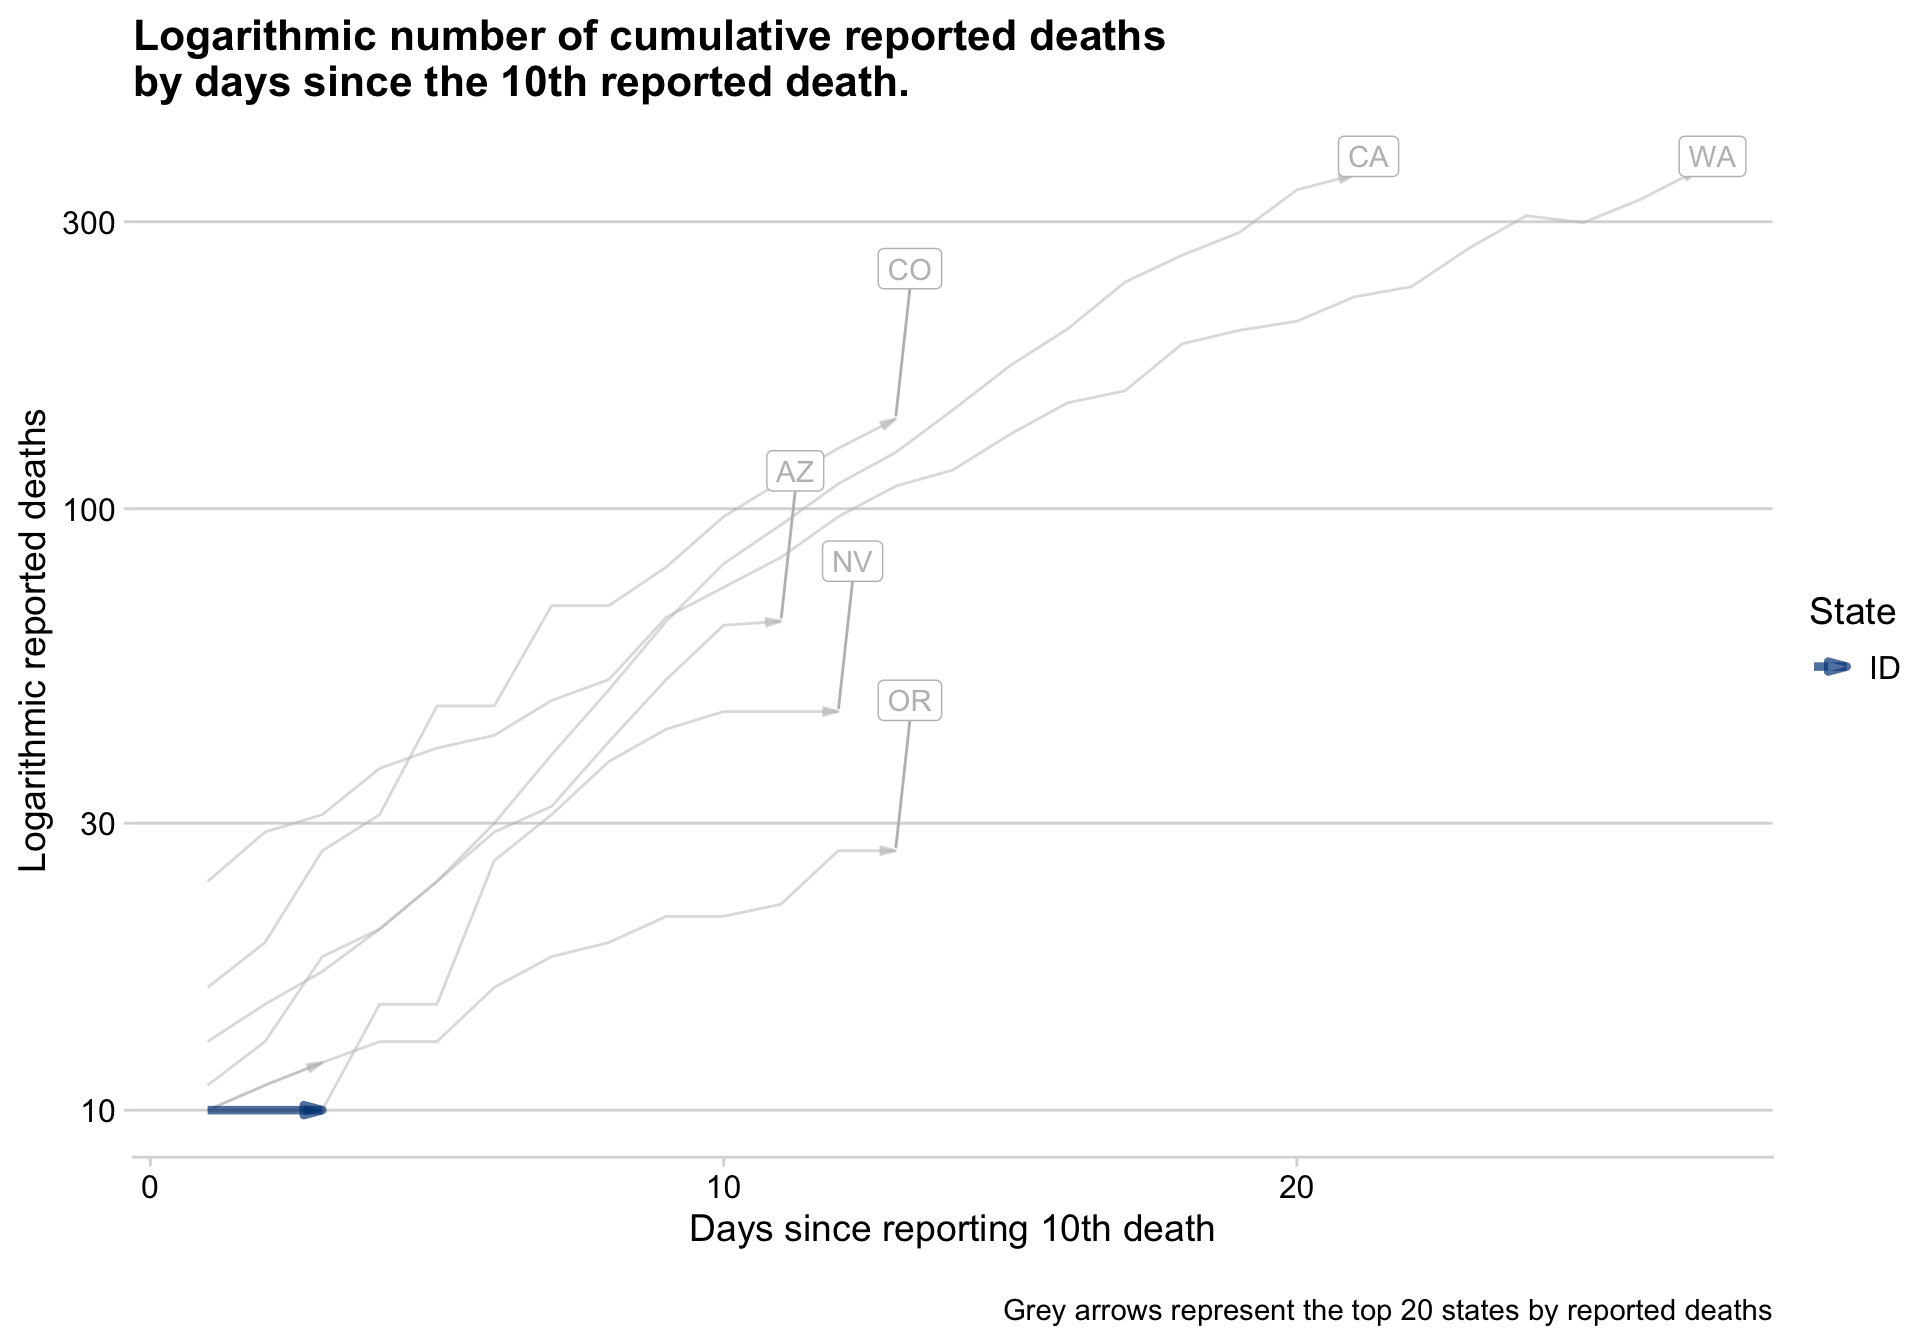 Logarithmic number of cumulative reported deaths
by days since the 10th reported death.
CA
WA
300
CO
AZ
100
NV
OR
30
10
Logarithmic reported deaths
State
ID
0
10
20
Days since reporting 10th death
Grey arrows represent the top 20 states by reported deaths